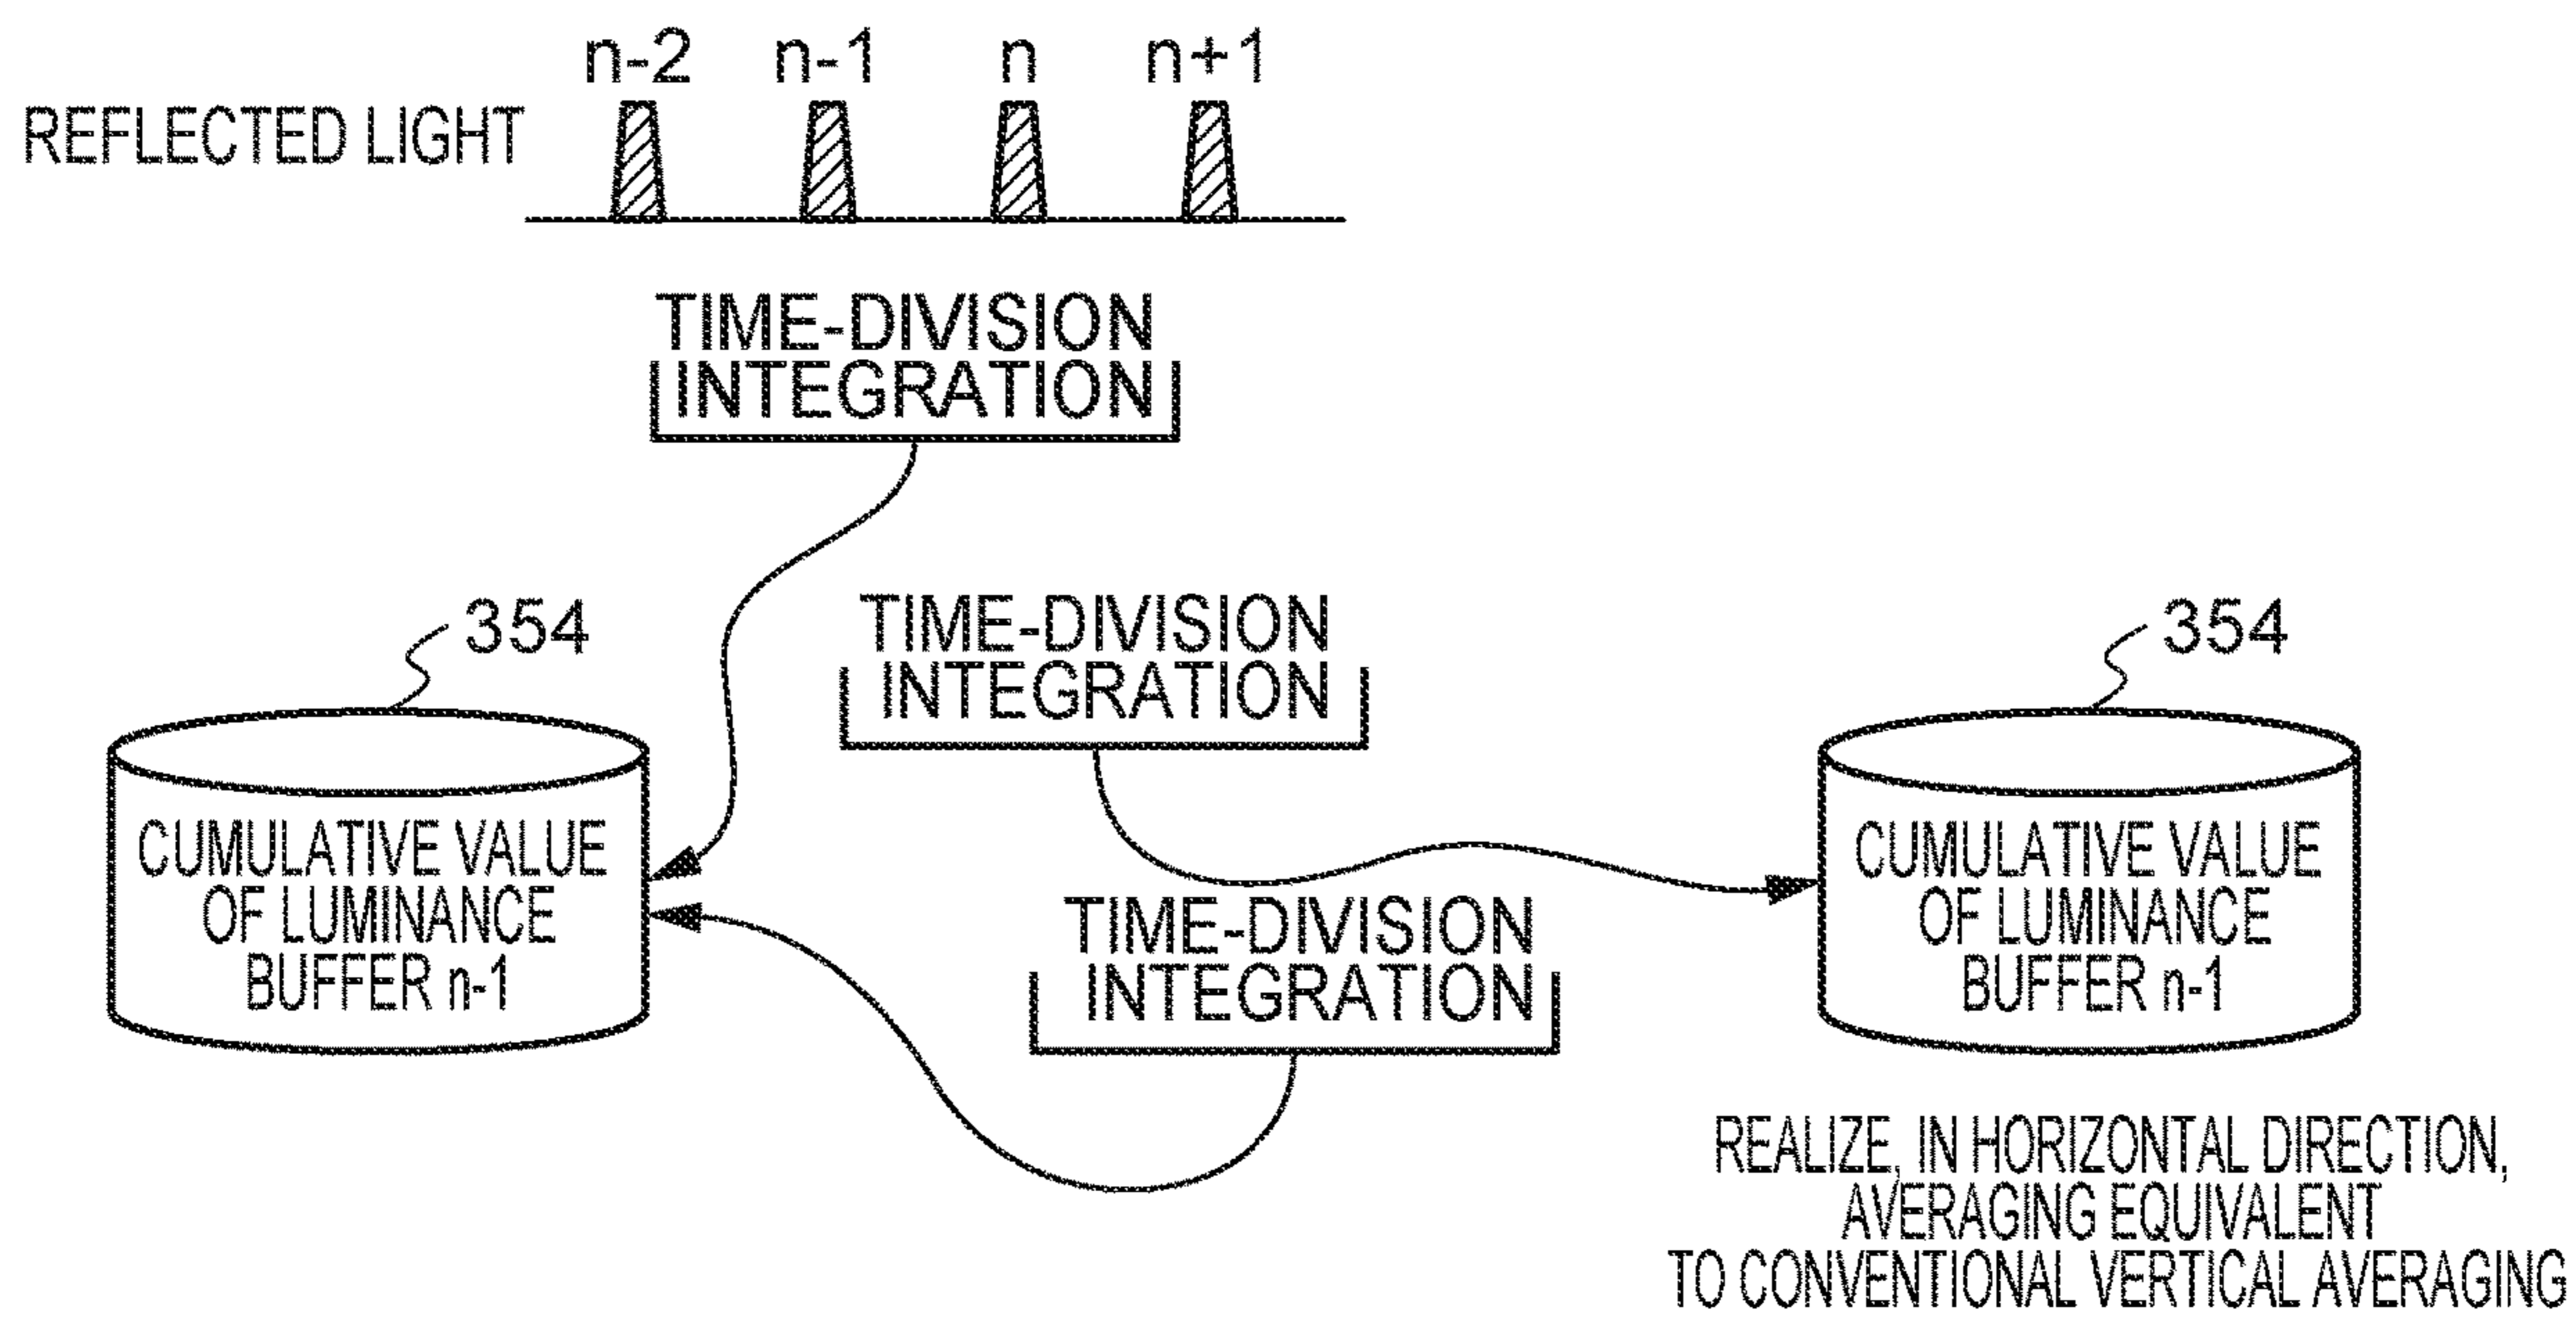 n-2 n-1 n n+1
REFLECTED LIGHT
TIME-DIVISION
INTEGRATION
354
TIME-DIVISION
INTEGRATION
354
CUMULATIVE VALUE
OF LUMINANCE
BUFFER n-1
TIME-DIVISION
INTEGRATION
CUMULATIVE VALUE
OF LUMINANCE
BUFFER n-1
REALIZE, IN HORIZONTAL DIRECTION,
AVERAGING EQUIVALENT
TO CONVENTIONAL VERTICAL AVERAGING